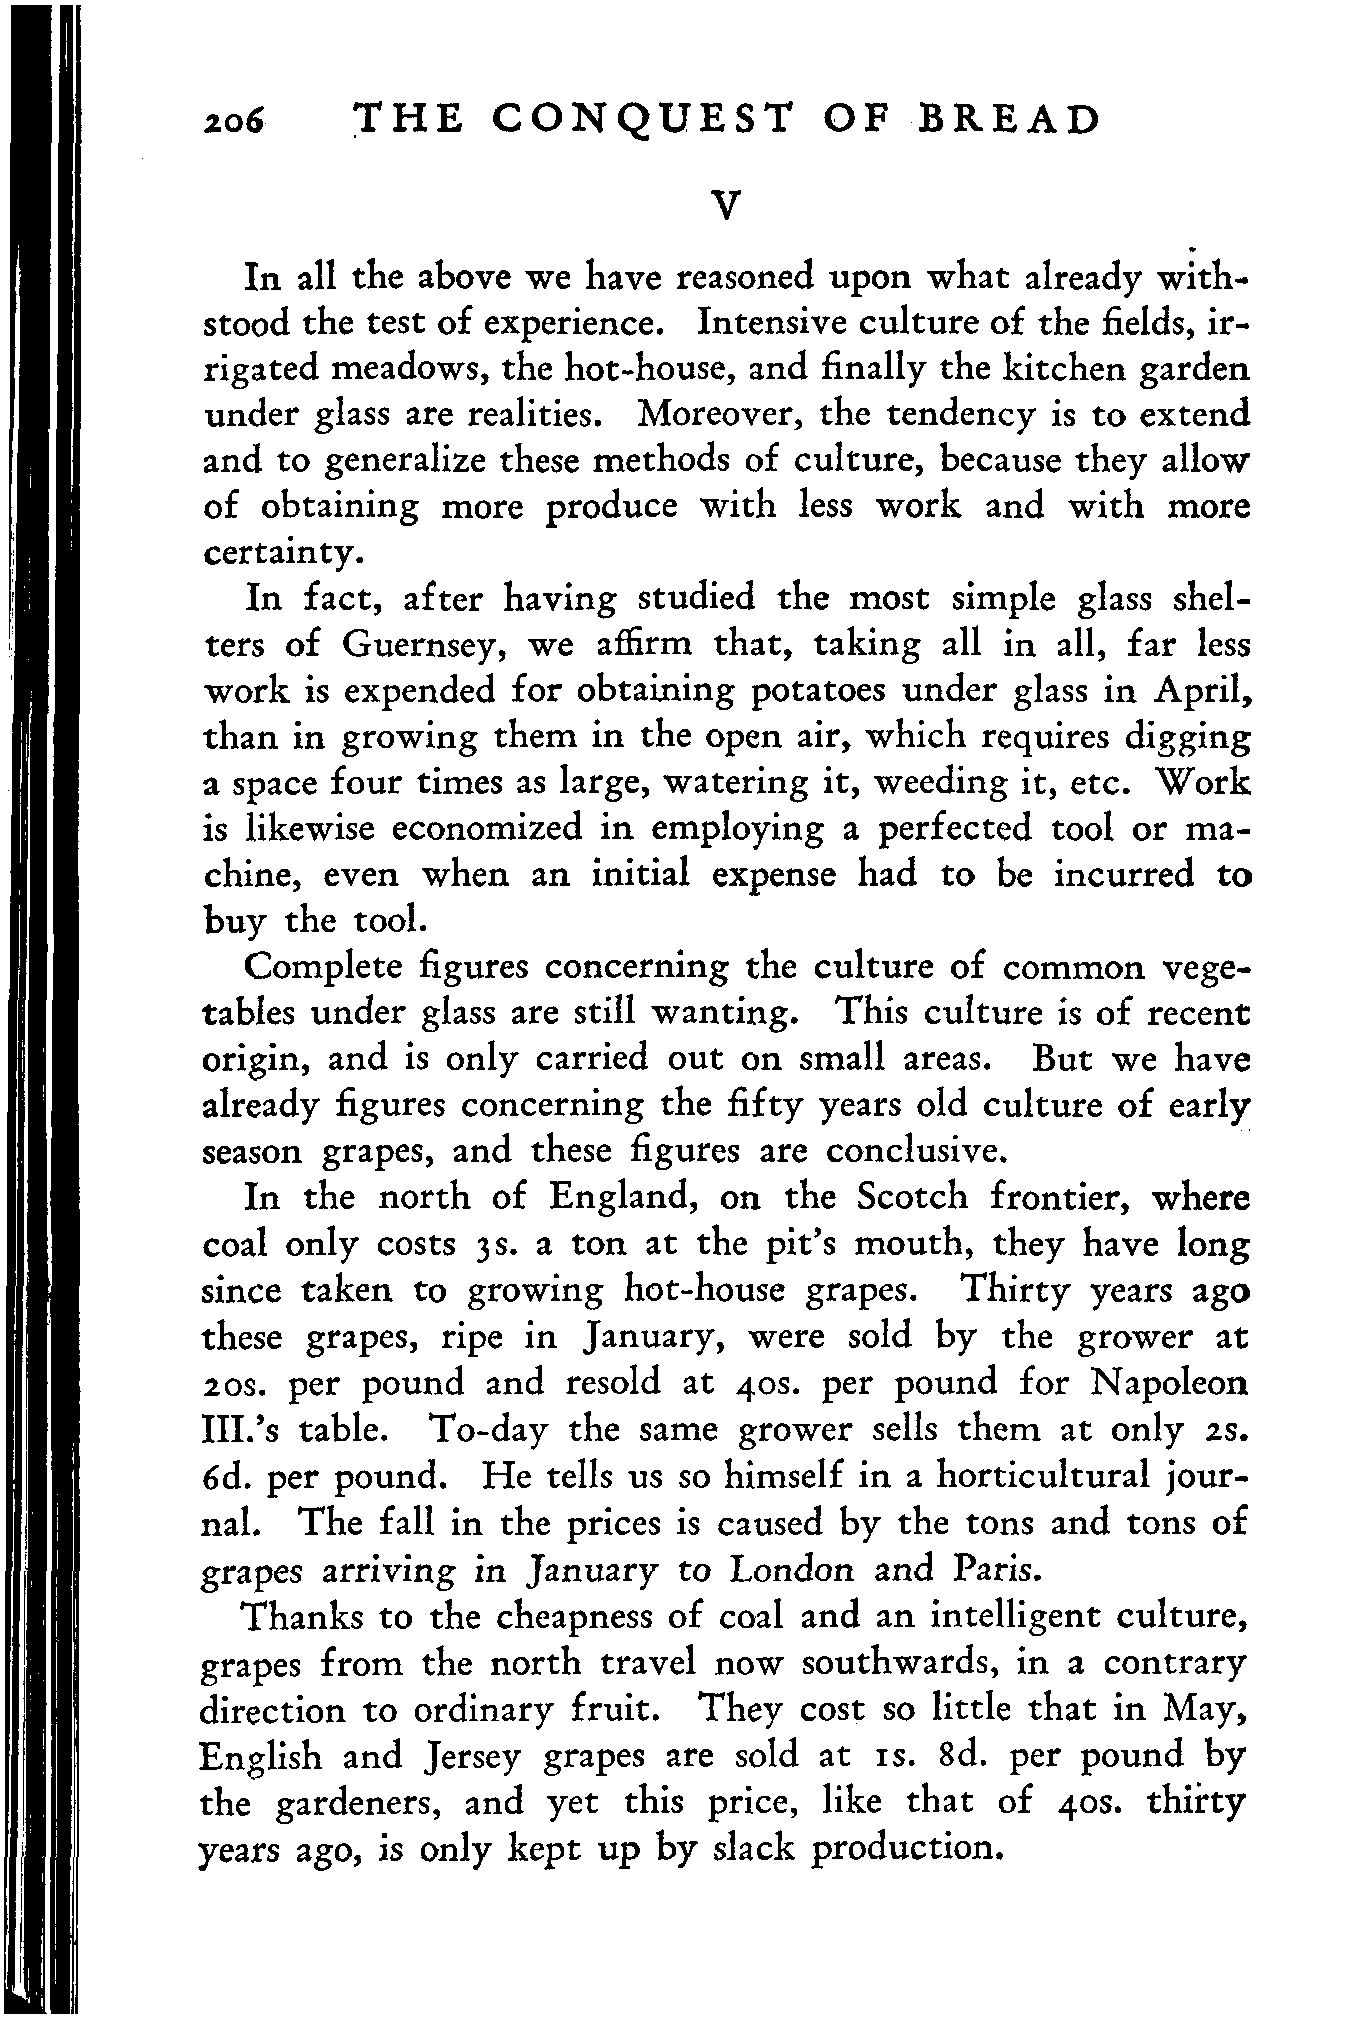 206 THE CONQUEST OF BREAD
V
In all the above we have reasoned upon what already with-
stood the test of experience. Intensive culture of the fields, ir-
rigated meadows, the hot-house, and finally the kitchen garden
under glass are realities. Moreover, the tendency is to extend
and to generalize these methods of culture, because they allow
of obtaining more produce with less work and with more
certainty.
In fact, after having studied the most simple glass shel-
ters of Guernsey, we affirm that, taking all in all, far less
work is expended for obtaining potatoes under glass in April,
than in growing them in the open air, which requires digging
a space four times as large, watering it, weeding it, etc. Work
is likewise economized in employing a perfected tool or ma-
chine, even when an initial expense had to be incurred to
buy the tool.
Complete figures concerning the culture of common vege-
tables under glass are still wanting. This culture is of recent
origin, and is only carried out on small areas. But we have
already figures concerning the fifty years old culture of early
season grapes, and these figures are conclusive.
In the north of England, on the Scotch frontier, where
coal only costs 3s. a ton at the pit's mouth, they have long
since taken to growing hot-house grapes. Thirty years ago
these grapes, ripe in January, were sold by the grower at
20s. per pound and resold at 40s. per pound for Napoleon
III.'s table. To-day the same grower sells them at only 2s.
6d. per pound. He tells us so himself in a horticultural jour-
nal. The fall in the prices is caused by the tons and tons of
grapes arriving in January to London and Paris.
Thanks to the cheapness of coal and an intelligent culture,
grapes from the north travel now southwards, in a contrary
direction to ordinary fruit. They cost so little that in May,
English and Jersey grapes are sold at 1s. 8d. per pound by
the gardeners, and yet this price, like that of 40s. thirty
years ago, is only kept up by slack production.